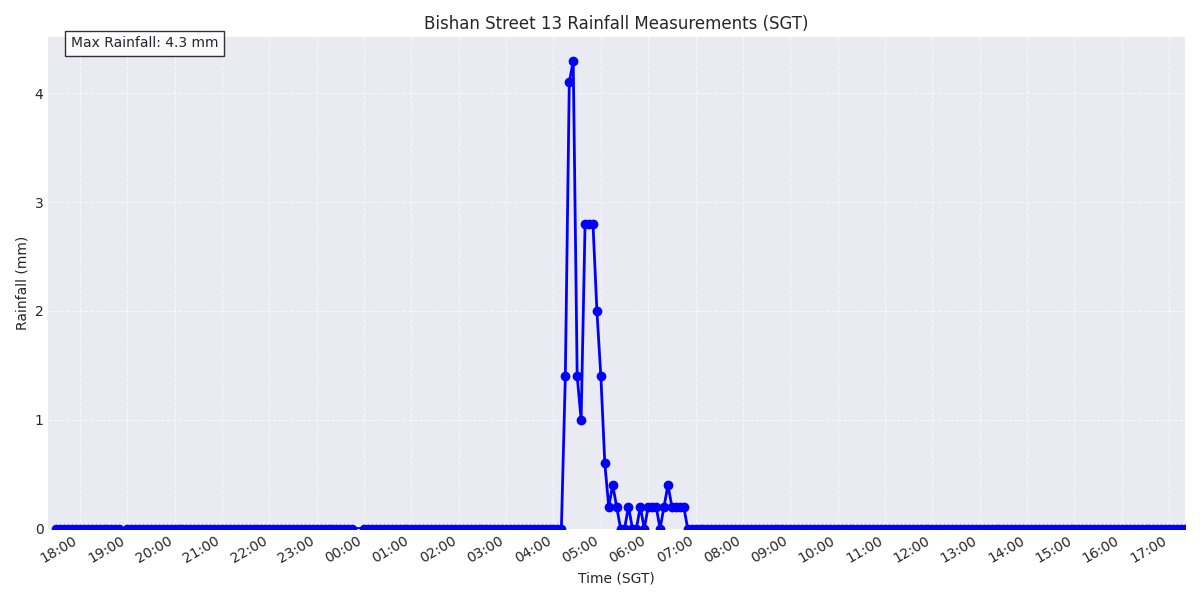 Bishan Street 13 Rainfall Measurements (SGT)
Max Rainfall: 4.3 mm
4
3
2
1
0
Rainfall (mm)
18:00 19:00 20:00 21:00 22:00 23:00 00:00 01:00 02:00 03:00 04:00 05:00 06:00 07:00 08:00 09:00 10:00 11:00 12:00 13:00 14:00 15:00 16:00 17:00
Time (SGT)